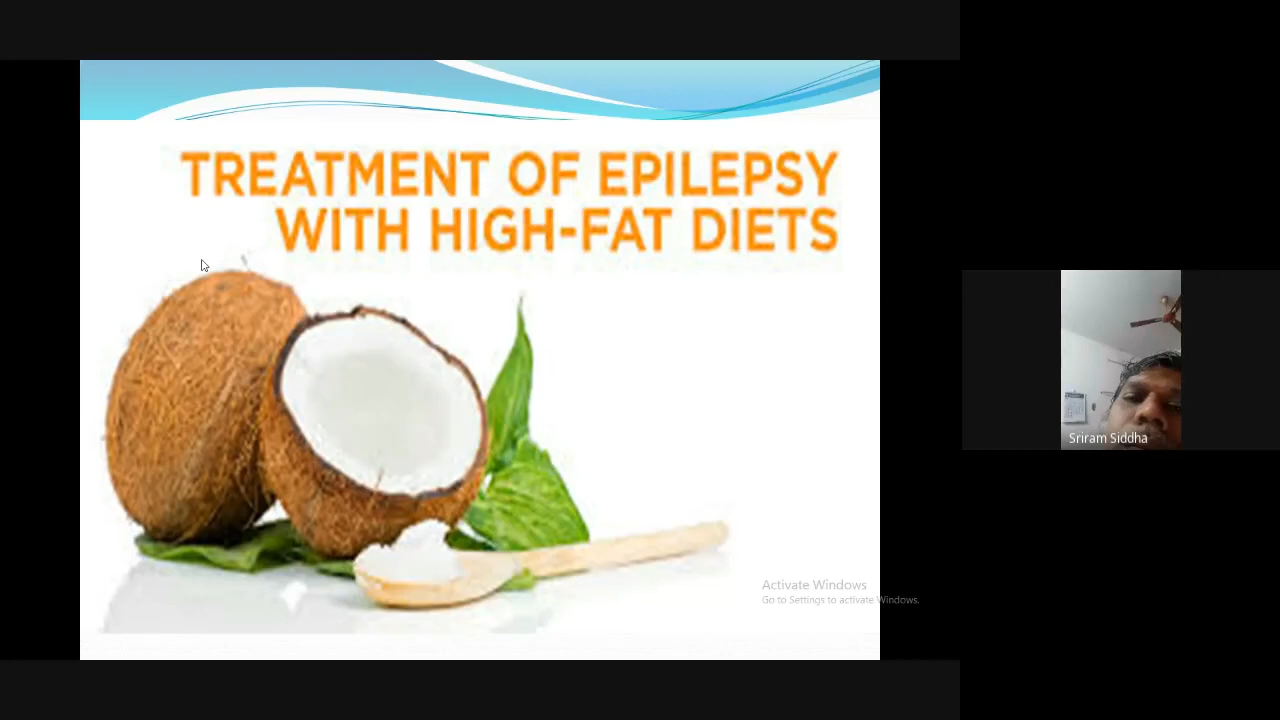 TREATMENT OF EPILEPSY
WITH HIGH-FAT DIETS
Activate Windows
Go to Settings to activate Windows.
Sriram Siddha